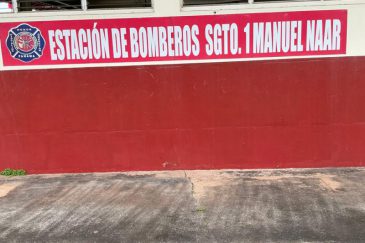 ESTACIÓN DE BOMBEROS SGTO. 1 MANUEL NAAR